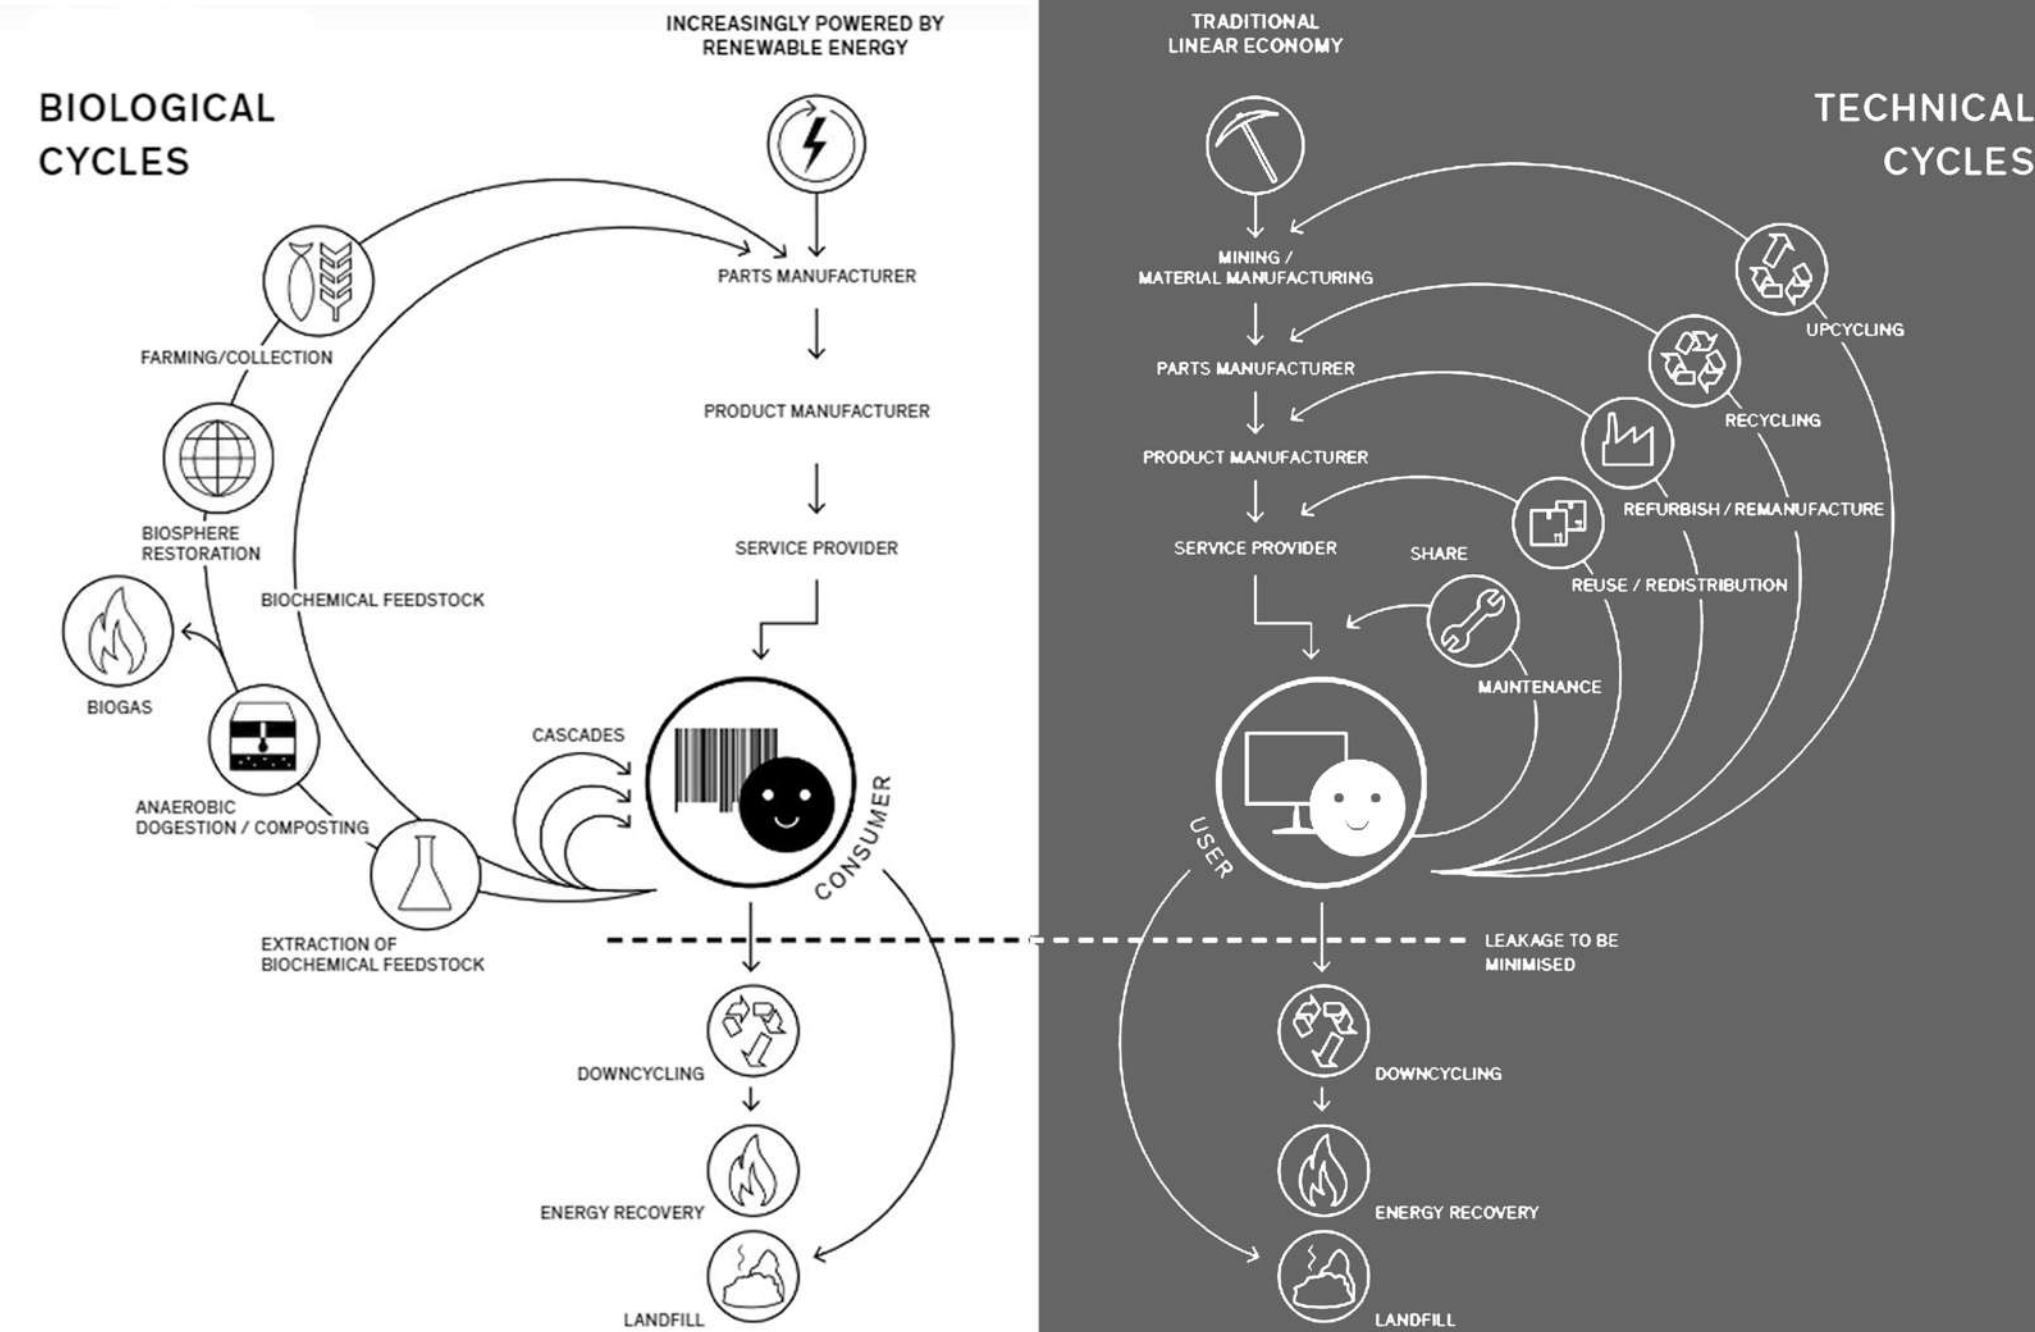 INCREASINGLY POWERED BY
RENEWABLE ENERGY
BIOLOGICAL
CYCLES
PARTS MANUFACTURER
FARMING/COLLECTION
PRODUCT MANUFACTURER
BIOSPHERE
RESTORATION
SERVICE PROVIDER
BIOCHEMICAL FEEDSTOCK
BIOGAS
CASCADES
ANAEROBIC
DOGESTION / COMPOSTING
CONSUMER
EXTRACTION OF
BIOCHEMICAL FEEDSTOCK
DOWNCYCLING
ENERGY RECOVERY
LANDFILL
TRADITIONAL
LINEAR ECONOMY
TECHNICAL
CYCLES
MINING /
MATERIAL MANUFACTURING
UPCYCLING
PARTS MANUFACTURER
RECYCLING
PRODUCT MANUFACTURER
REFURBISH / REMANUFACTURE
SERVICE PROVIDER
SHARE
REUSE / REDISTRIBUTION
MAINTENANCE
USER
LEAKAGE TO BE
MINIMISED
DOWNCYCLING
ENERGY RECOVERY
LANDFILL